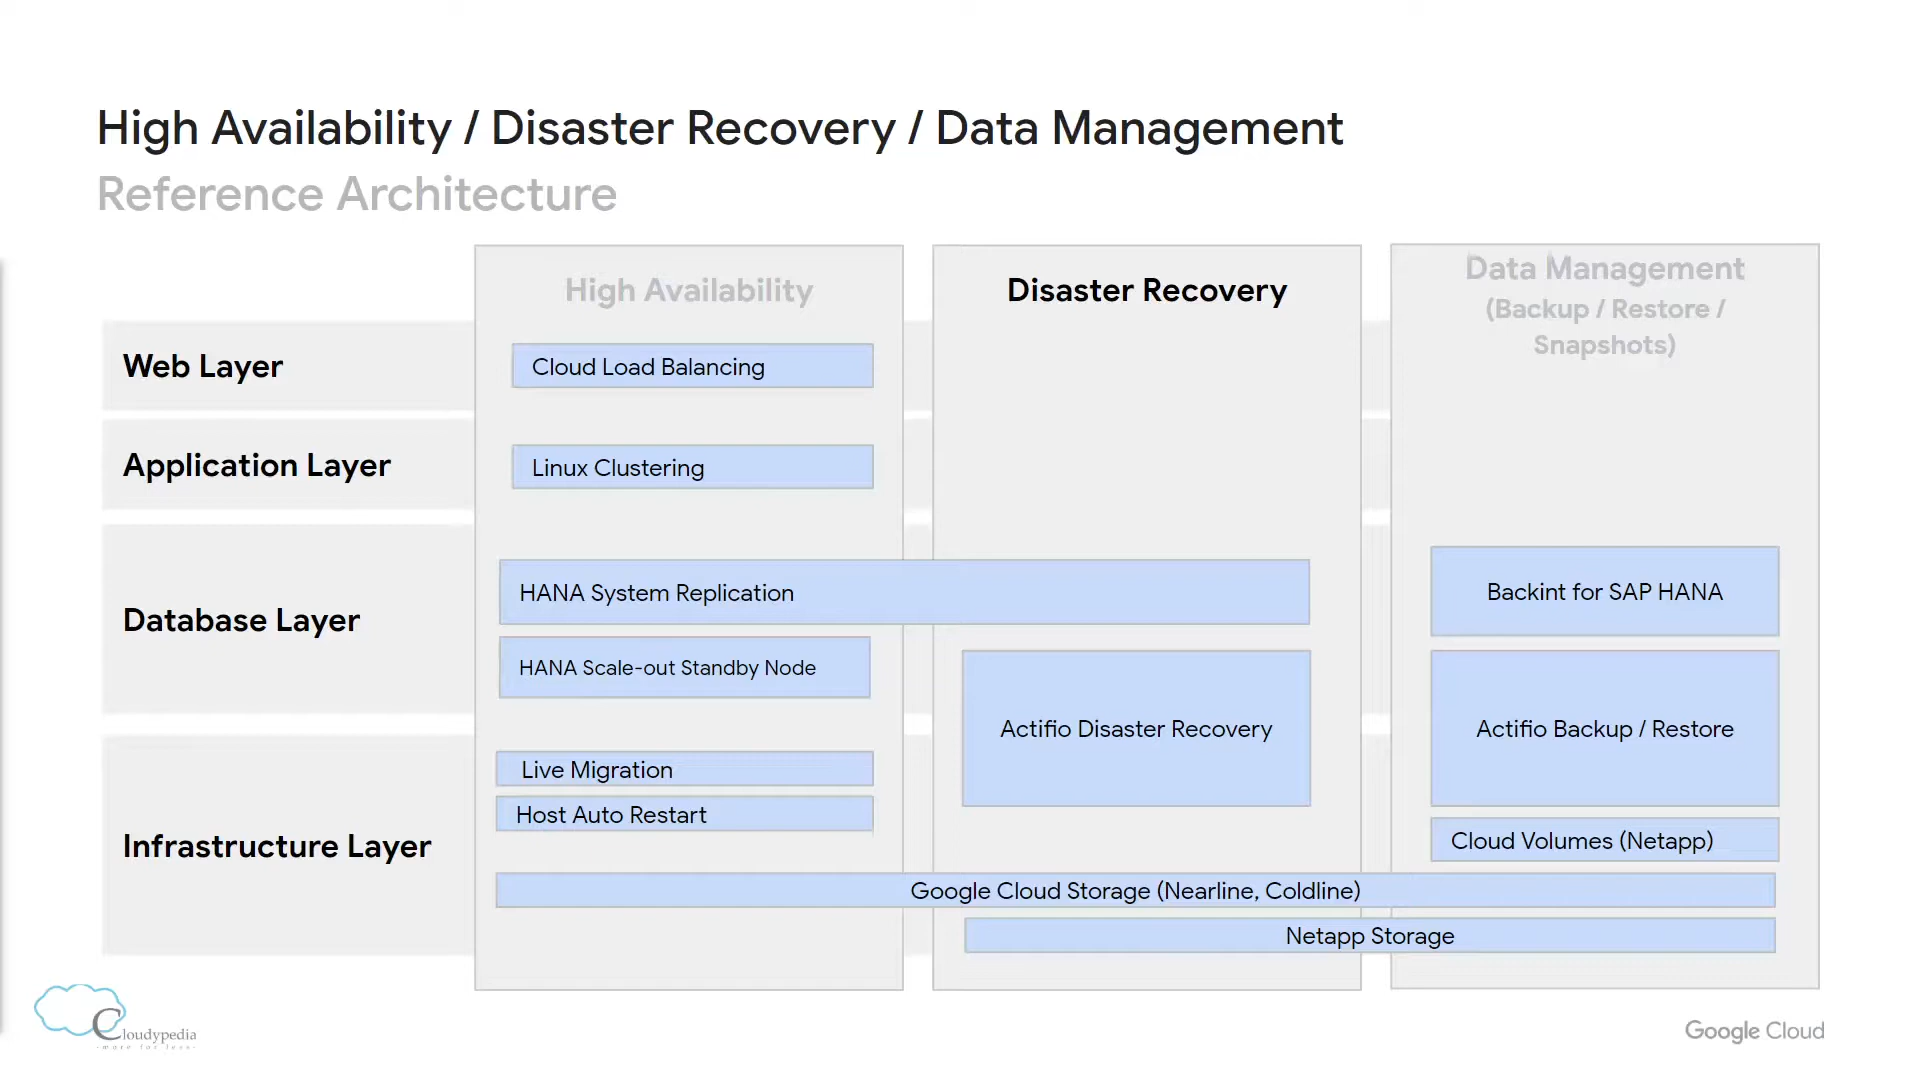 High Availability / Disaster Recovery / Data Management
Reference Architecture
High Availability
Disaster Recovery
Data Management
(Backup / Restore /
Snapshots)
Web Layer
Cloud Load Balancing
Application Layer
Linux Clustering
Database Layer
HANA System Replication
Backint for SAP HANA
HANA Scale-out Standby Node
Actifio Disaster Recovery
Actifio Backup / Restore
Infrastructure Layer
Live Migration
Host Auto Restart
Cloud Volumes (Netapp)
Google Cloud Storage (Nearline, Coldline)
Netapp Storage
Cloudypedia
-more for less-
Google Cloud